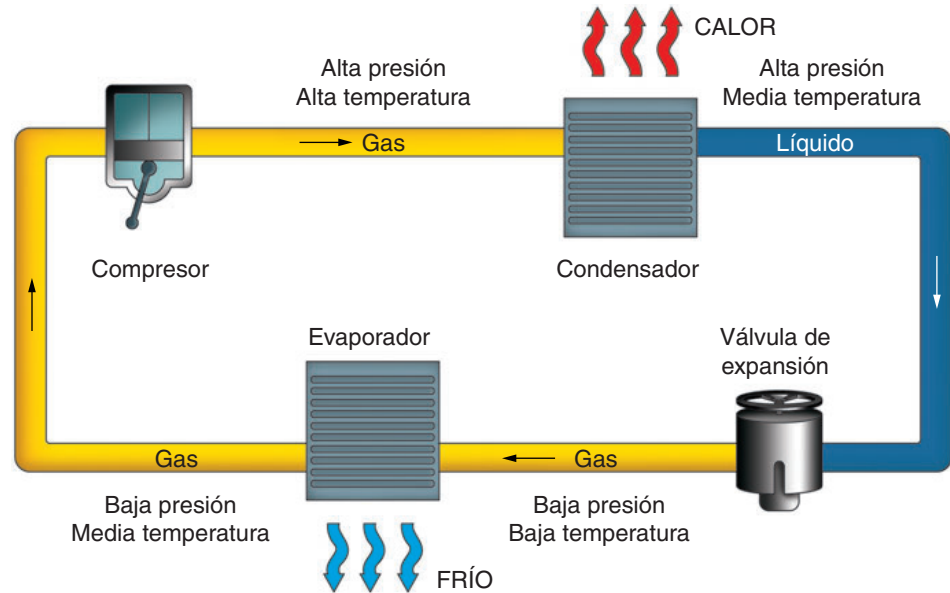 CALOR
Alta presión
Alta temperatura
Alta presión
Media temperatura
Gas
Líquido
Compresor
Condensador
Evaporador
Válvula de
expansión
Gas
Gas
Baja presión
Media temperatura
Baja presión
Baja temperatura
FRÍO